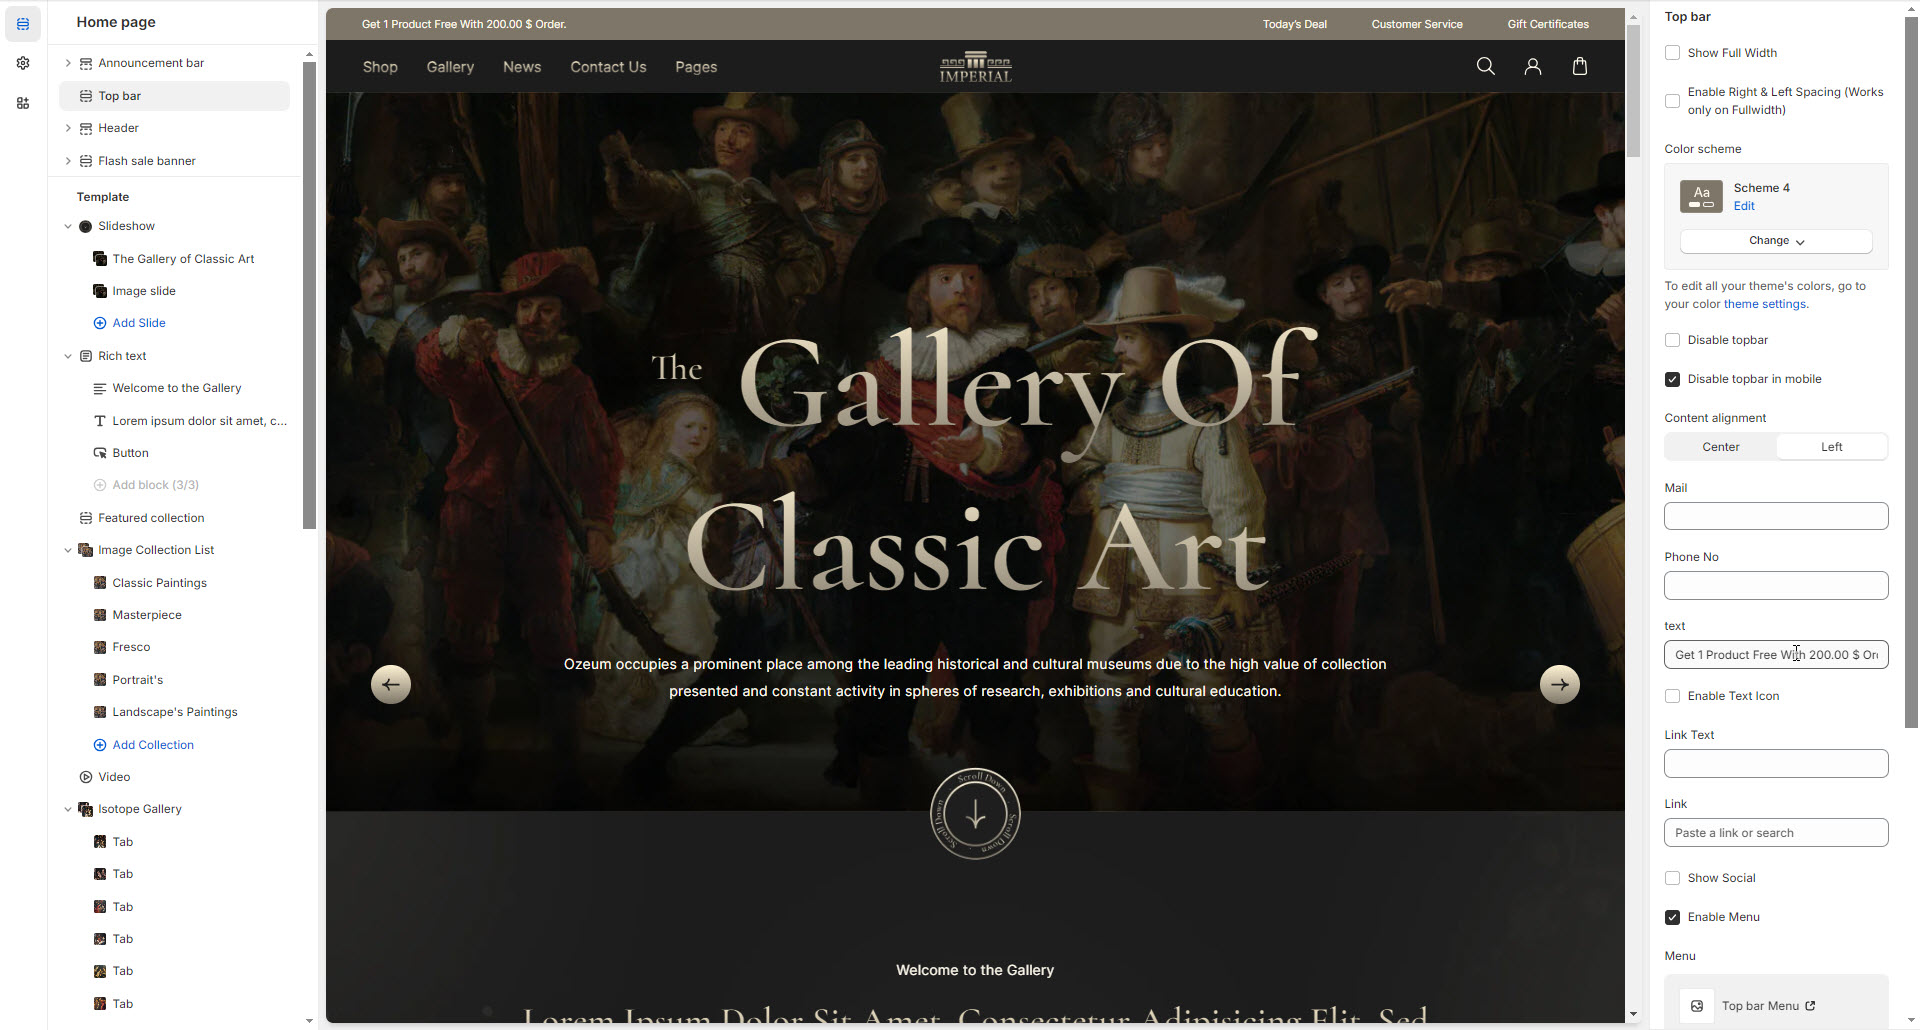 Home page
Announcement bar
Top bar
Header
Flash sale banner
Template
Slideshow
The Gallery of Classic Art
Image slide
Add Slide
Rich text
Welcome to the Gallery
Lorem ipsum dolor sit amet, c...
Button
Add block (3/3)
Featured collection
Image Collection List
Classic Paintings
Masterpiece
Fresco
Portrait's
Landscape's Paintings
Add Collection
Video
Isotope Gallery
Tab
Tab
Tab
Tab
Tab
Tab
Get 1 Product Free With 200.00 $ Order.
Today's Deal Customer Service Gift Certificates
Shop Gallery News Contact Us Pages
IMPERIAL
The Gallery Of
Classic Art
Ozeum occupies a prominent place among the leading historical and cultural museums due to the high value of collection
presented and constant activity in spheres of research, exhibitions and cultural education.
Scroll Down
Scroll Down
Scroll Down
Welcome to the Gallery
Lorem Ipsum Dolor Sit Amet, Consectetur Adipisicing Elit, Sed
Top bar
Show Full Width
Enable Right & Left Spacing (Works
only on Fullwidth)
Color scheme
Aa
Scheme 4
Edit
Change
To edit all your theme's colors, go to
your color theme settings.
Disable topbar
Disable topbar in mobile
Content alignment
Center Left
Mail
Phone No
text
Get 1 Product Free With 200.00 $ Or
Enable Text Icon
Link Text
Link
Paste a link or search
Show Social
Enable Menu
Menu
Top bar Menu